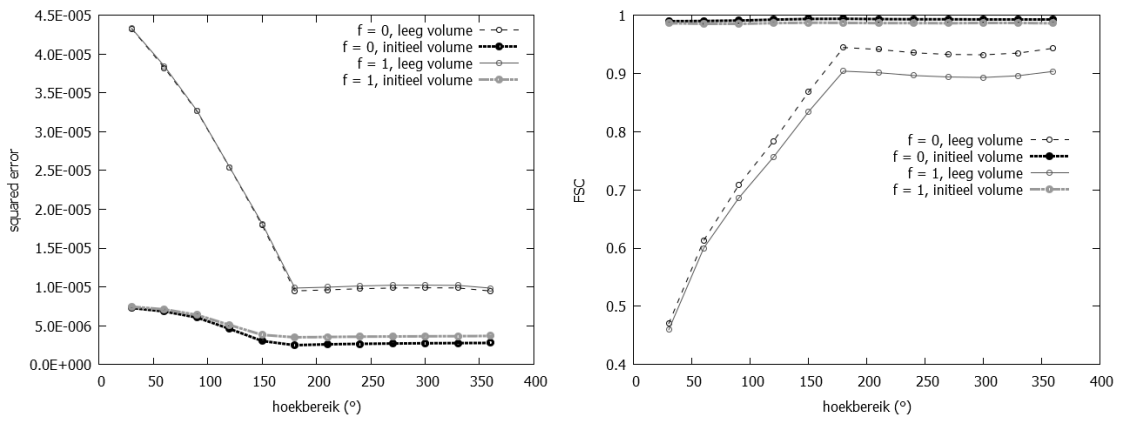 4.5E-005
4.0E-005
3.5E-005
3.0E-005
2.5E-005
2.0E-005
1.5E-005
1.0E-005
5.0E-006
0.0E+000
squared error
f = 0, leeg volume
f = 0, initieel volume
f = 1, leeg volume
f = 1, initieel volume
0 50 100 150 200 250 300 350 400
hoekbereik (°)
1
0.9
0.8
0.7
0.6
0.5
0.4
FSC
f = 0, leeg volume
f = 0, initieel volume
f = 1, leeg volume
f = 1, initieel volume
0 50 100 150 200 250 300 350 400
hoekbereik (°)